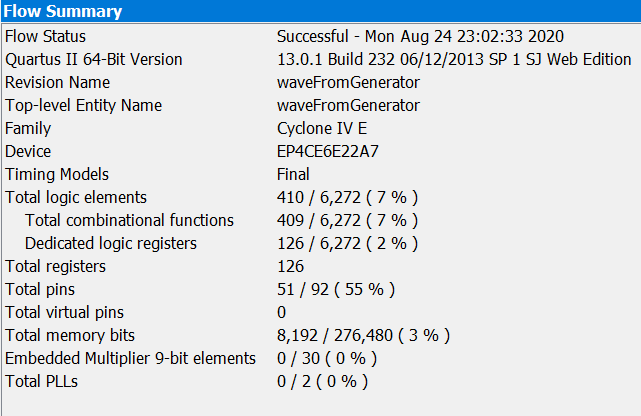 Flow Summary
Flow Status Successful - Mon Aug 24 23:02:33 2020
Quartus II 64-Bit Version 13.0.1 Build 232 06/12/2013 SP 1 SJ Web Edition
Revision Name waveFromGenerator
Top-level Entity Name waveFromGenerator
Family Cyclone IV E
Device EP4CE6E22A7
Timing Models Final
Total logic elements 410 / 6,272 ( 7 % )
Total combinational functions 409 / 6,272 ( 7 % )
Dedicated logic registers 126 / 6,272 ( 2 % )
Total registers 126
Total pins 51 / 92 ( 55 % )
Total virtual pins 0
Total memory bits 8,192 / 276,480 ( 3 % )
Embedded Multiplier 9-bit elements 0 / 30 ( 0 % )
Total PLLs 0 / 2 ( 0 % )